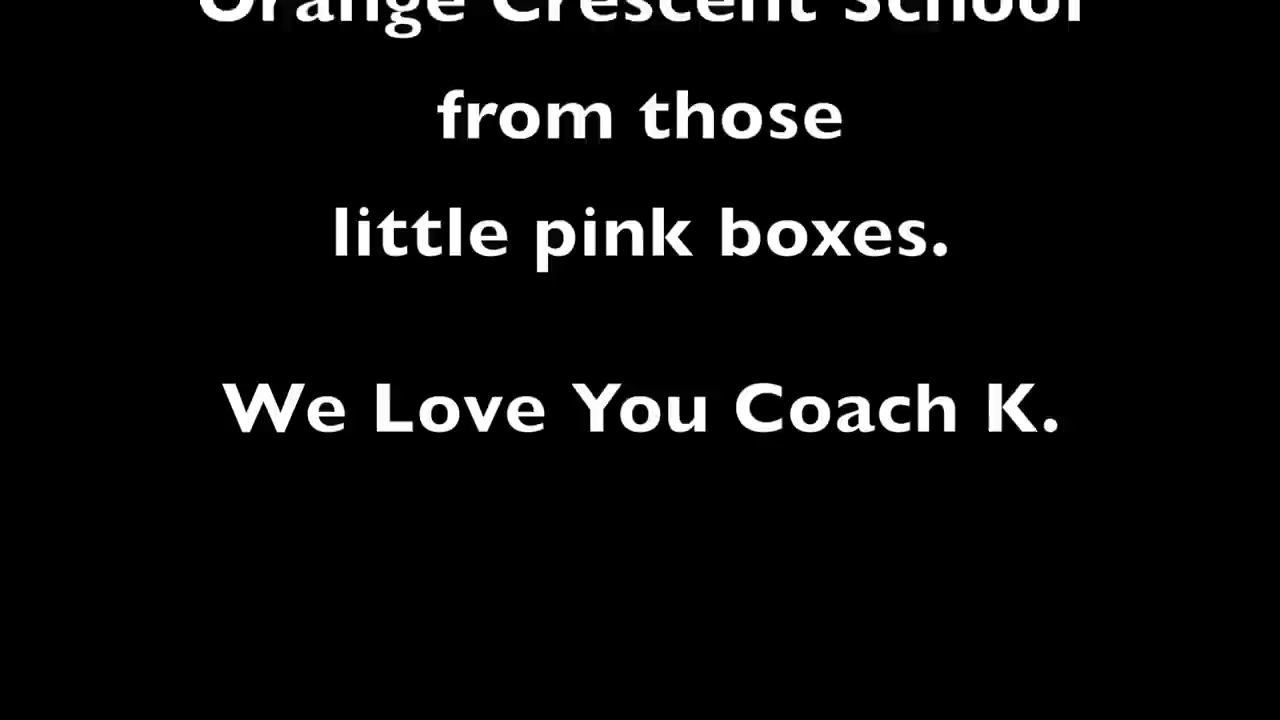 Orange Crescent School
from those
little pink boxes.
We Love You Coach K.